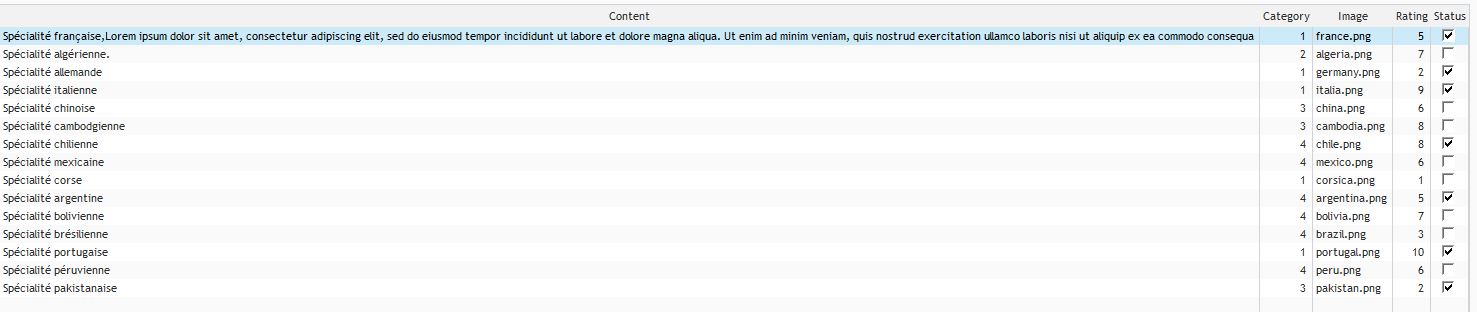 Content Category Image Rating Status
Spécialité française,Lorem ipsum dolor sit amet, consectetur adipiscing elit, sed do eiusmod tempor incididunt ut labore et dolore magna aliqua. Ut enim ad minim veniam, quis nostrud exercitation ullamco laboris nisi ut aliquip ex ea commodo consequa 1 france.png 5
Spécialité algérienne. 2 algeria.png 7
Spécialité allemande 1 germany.png 2
Spécialité italienne 1 italia.png 9
Spécialité chinoise 3 china.png 6
Spécialité cambodgienne 3 cambodia.png 8
Spécialité chilienne 4 chile.png 8
Spécialité mexicaine 4 mexico.png 6
Spécialité corse 1 corsica.png 1
Spécialité argentine 4 argentina.png 5
Spécialité bolivienne 4 bolivia.png 7
Spécialité brésilienne 4 brazil.png 3
Spécialité portugaise 1 portugal.png 10
Spécialité péruvienne 4 peru.png 6
Spécialité pakistanaise 3 pakistan.png 2